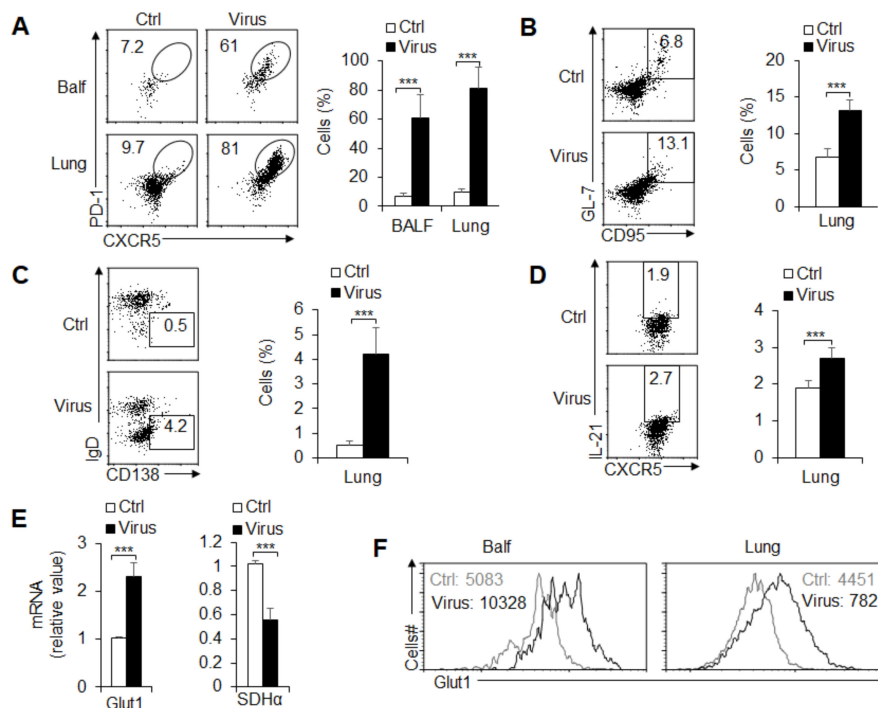 A
Ctrl
Virus
7.2
61
Balf
9.7
81
Lung
PD-1
CXCR5
Ctrl
Virus
***
***
Cells (%)
100
80
60
40
20
0
BALF
Lung
B
Ctrl
6.8
Virus
13.1
GL-7
CD95
Ctrl
Virus
***
Cells (%)
20
15
10
5
0
Lung
C
Ctrl
0.5
Virus
4.2
IgD
CD138
Ctrl
Virus
***
Cells (%)
6
5
4
3
2
1
0
Lung
D
Ctrl
1.9
Virus
2.7
IL-21
CXCR5
Ctrl
Virus
***
Cells (%)
4
3
2
1
0
Lung
E
Ctrl
Virus
***
mRNA
(relative value)
3
2
1
0
Glut1
Ctrl
Virus
***
1.2
1
0.8
0.6
0.4
0.2
0
SDHα
F
Balf
Ctrl: 5083
Virus: 10328
Lung
Ctrl: 4451
Virus: 782
Cells#
Glut1